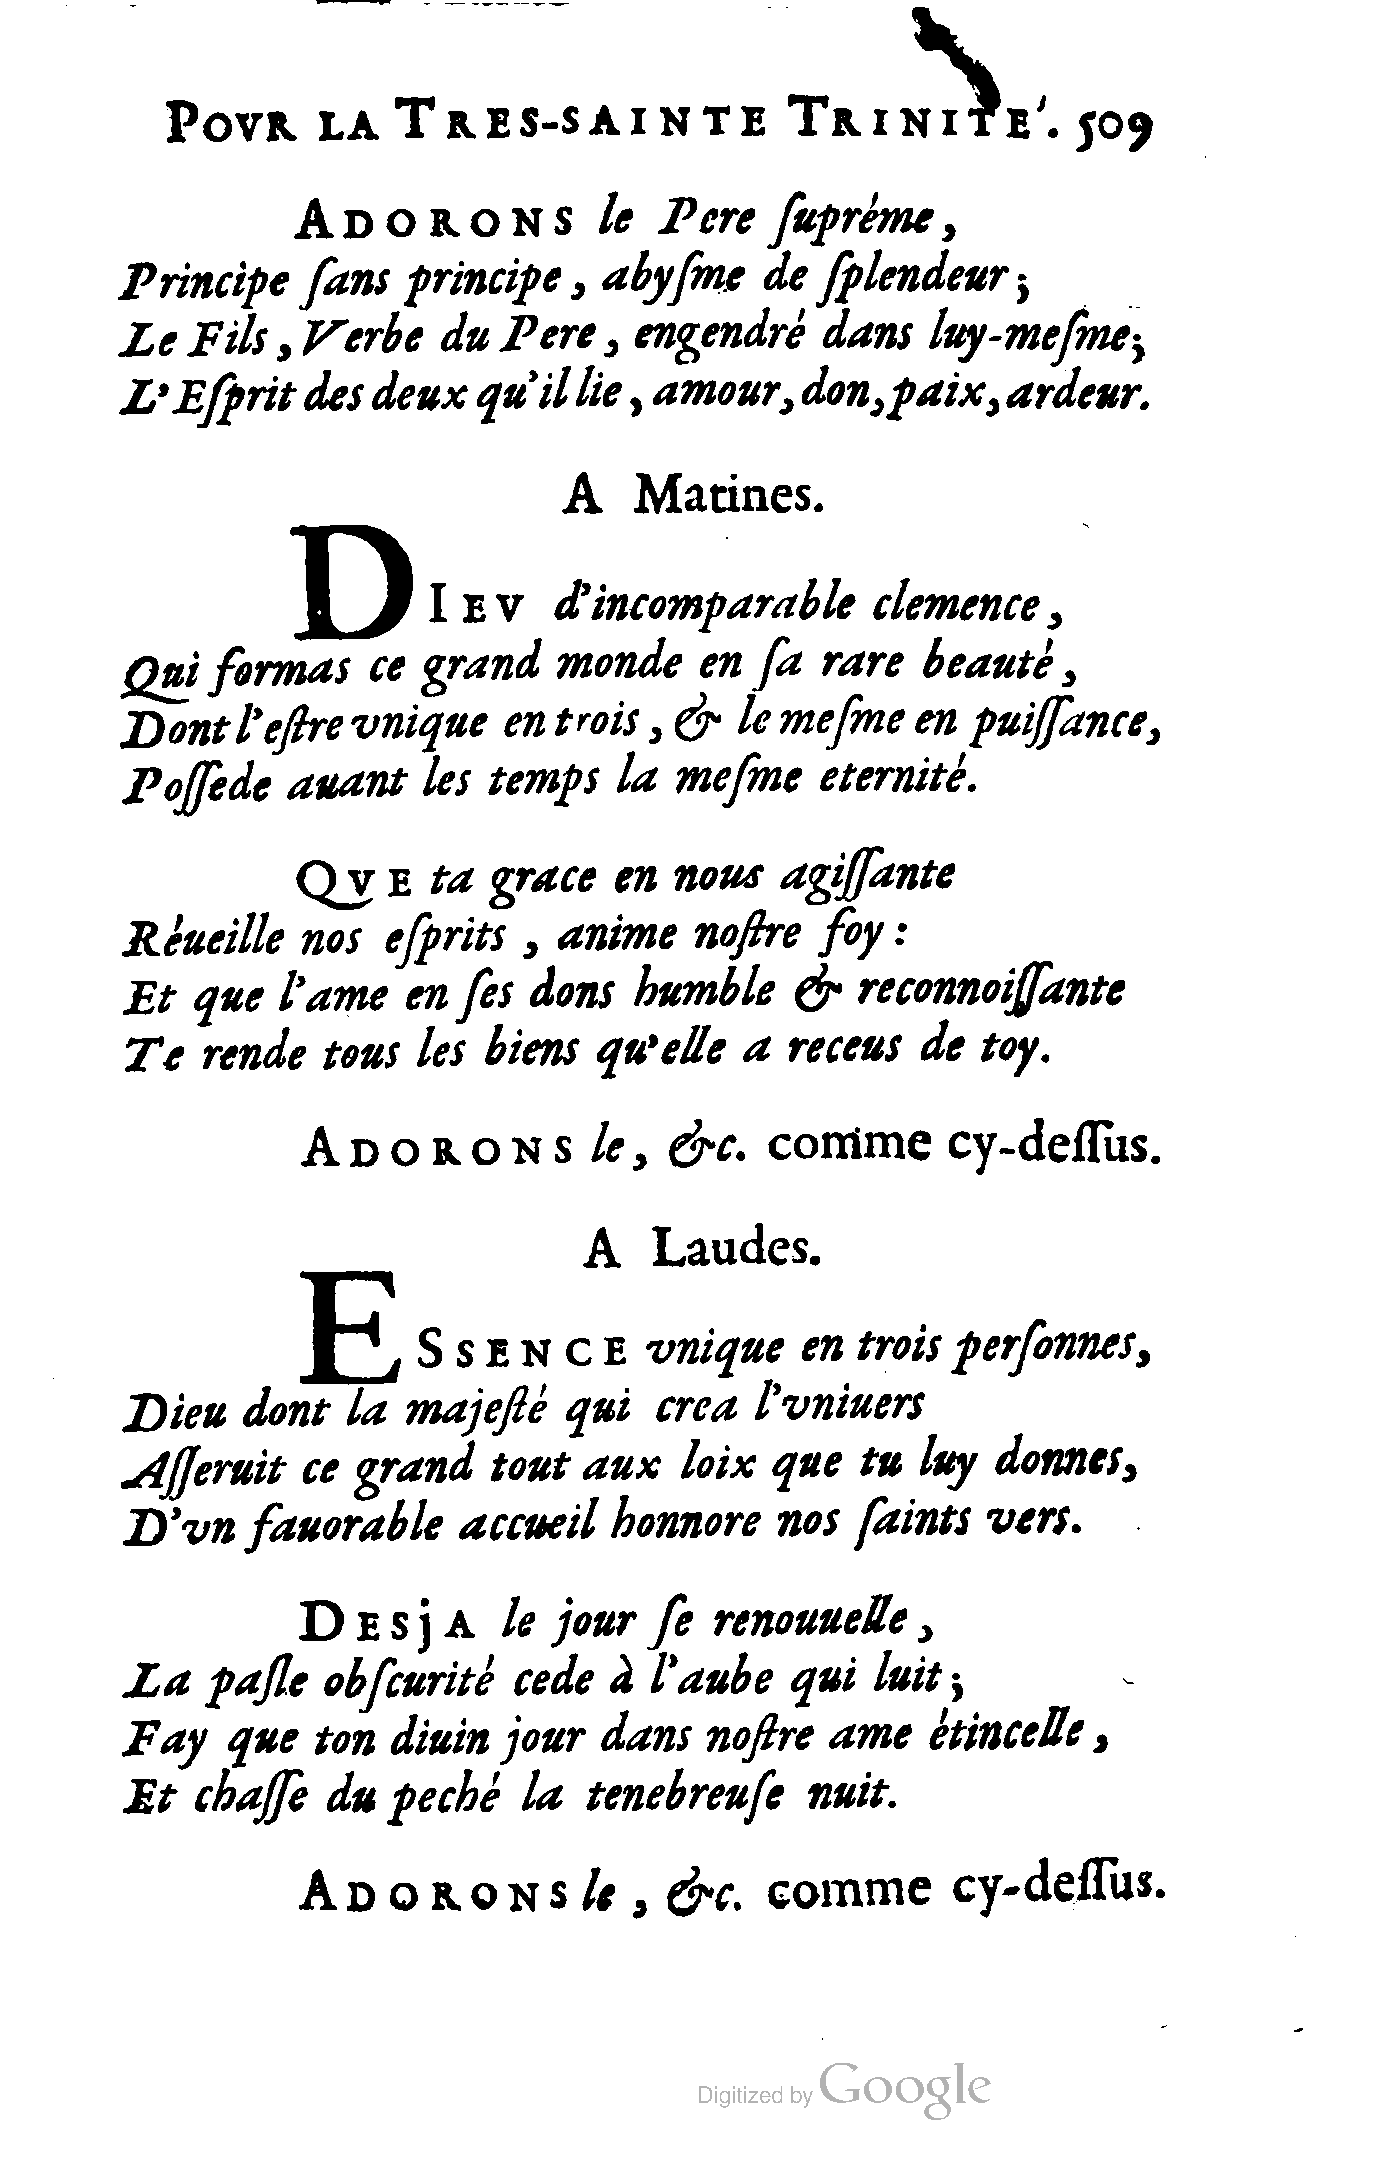 POVR LA TRES-SAINTE TRINITE'. 509
ADORONS le Pere ſuprème,
Principe ſans principe, abyſme de ſplendeur;
Le Fils, Verbe du Pere, engendré dans luy-meſme;
L'Eſprit des deux qu'il lie, amour, don, paix, ardeur.
A Matines.
DIEV d'incomparable clemence,
Qui formas ce grand monde en ſa rare beauté,
Dont l'eſtre vnique en trois, & le meſme en puiſſance,
Poſſede auant les temps la meſme eternité.
QVE ta grace en nous agiſſante
Réueille nos eſprits, anime noſtre foy:
Et que l'ame en ſes dons humble & reconnoiſſante
Te rende tous les biens qu'elle a receus de toy.
ADORONS le, &c. comme cy-deſſus.
A Laudes.
ESSENCE vnique en trois perſonnes,
Dieu dont la majeſté qui crea l'vniuers
Aſſeruit ce grand tout aux loix que tu luy donnes,
D'vn fauorable accueil honnore nos ſaints vers.
DESjA le jour ſe renouuelle,
La paſle obſcurité cede à l'aube qui luit;
Fay que ton diuin jour dans noſtre ame étincelle,
Et chaſſe du peché la tenebreuſe nuit.
ADORONS le, &c. comme cy-deſſus.
Digitized by Google